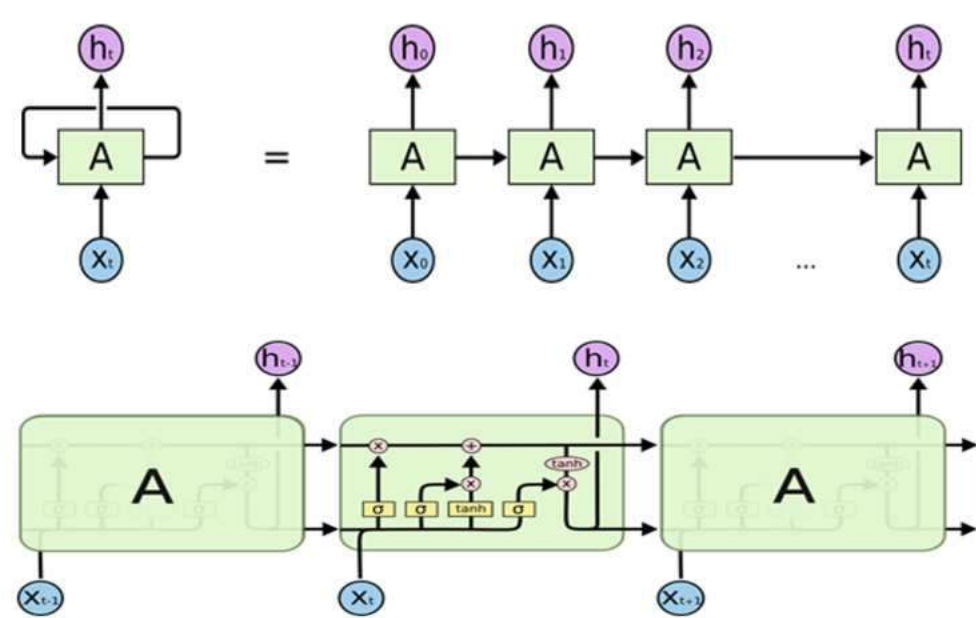 hₜ h₀ h₁ h₂ hₜ
A = A A A A
Xₜ X₀ X₁ X₂ ... Xₜ
hₜ₋₁ hₜ hₜ₊₁
× + tanh
A × × A
σ σ tanh σ
Xₜ₋₁ Xₜ Xₜ₊₁